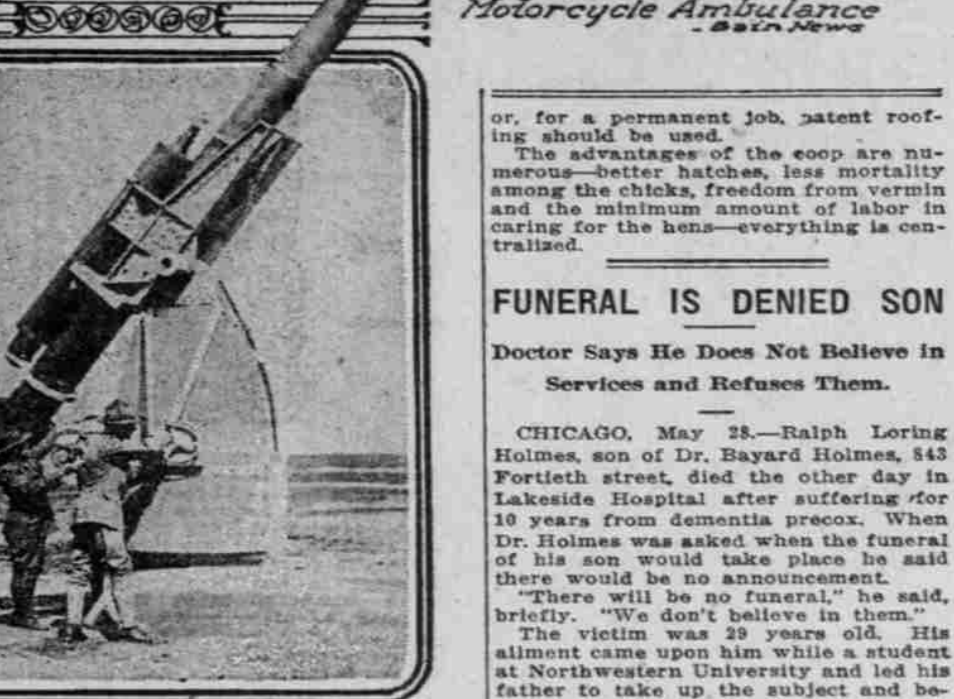 Motorcycle Ambulance
- Bain News
or, for a permanent job, patent roof-
ing should be used.
The advantages of the coop are nu-
merous—better hatches, less mortality
among the chicks, freedom from vermin
and the minimum amount of labor in
caring for the hens—everything is cen-
tralized.
FUNERAL IS DENIED SON
Doctor Says He Does Not Believe in
Services and Refuses Them.
CHICAGO, May 28.—Ralph Loring
Holmes, son of Dr. Bayard Holmes, 843
Fortieth street, died the other day in
Lakeside Hospital after suffering for
10 years from dementia precox. When
Dr. Holmes was asked when the funeral
of his son would take place he said
there would be no announcement.
"There will be no funeral," he said,
briefly. "We don't believe in them."
The victim was 29 years old. His
ailment came upon him while a student
at Northwestern University and led his
father to take up the subject and be-